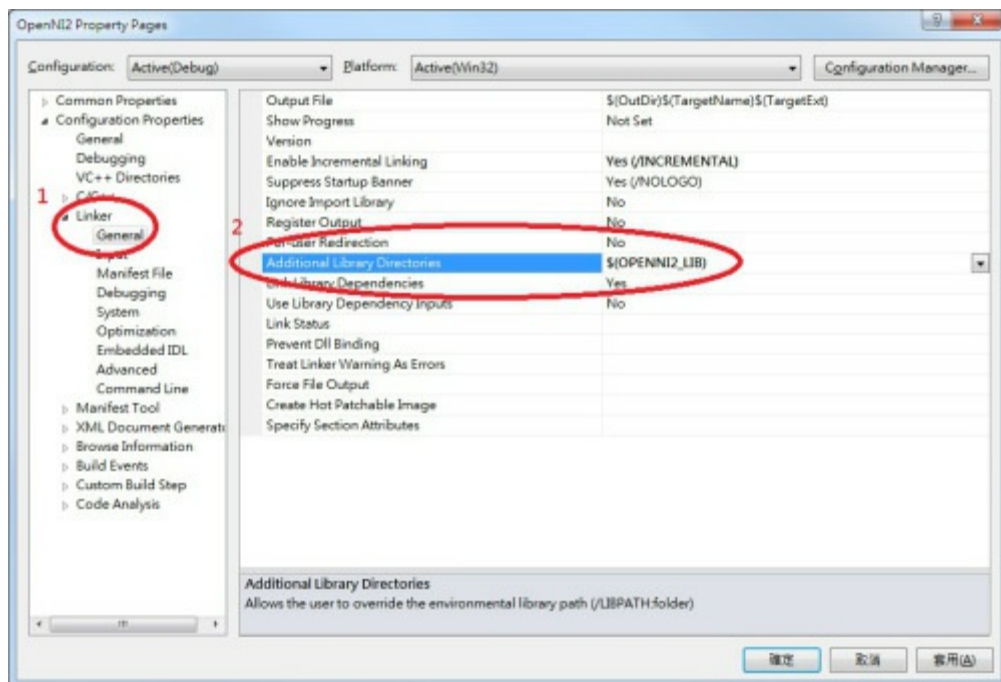 OpenNI2 Property Pages
Configuration: Active(Debug) Platform: Active(Win32) Configuration Manager...
Common Properties
Configuration Properties
General
Debugging
VC++ Directories
1
Linker
General
Input
Manifest File
Debugging
System
Optimization
Embedded IDL
Advanced
Command Line
Manifest Tool
XML Document Generat
Browse Information
Build Events
Custom Build Step
Code Analysis
Output File $(OutDir)$(TargetName)$(TargetExt)
Show Progress Not Set
Version
Enable Incremental Linking Yes (/INCREMENTAL)
Suppress Startup Banner Yes (/NOLOGO)
Ignore Import Library No
2
Register Output No
Per-user Redirection No
Additional Library Directories $(OPENNI2_LIB)
Link Library Dependencies Yes
Use Library Dependency Inputs No
Link Status
Prevent Dll Binding
Treat Linker Warning As Errors
Force File Output
Create Hot Patchable Image
Specify Section Attributes
Additional Library Directories
Allows the user to override the environmental library path (/LIBPATH:folder)
確定 取消 套用(A)